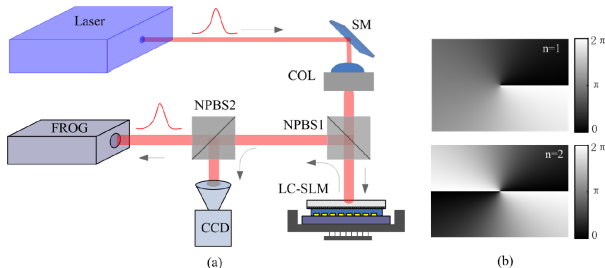 Laser
SM
COL
NPBS2
NPBS1
FROG
LC-SLM
CCD
(a)
n=1
2 π
0
n=2
2 π
0
(b)